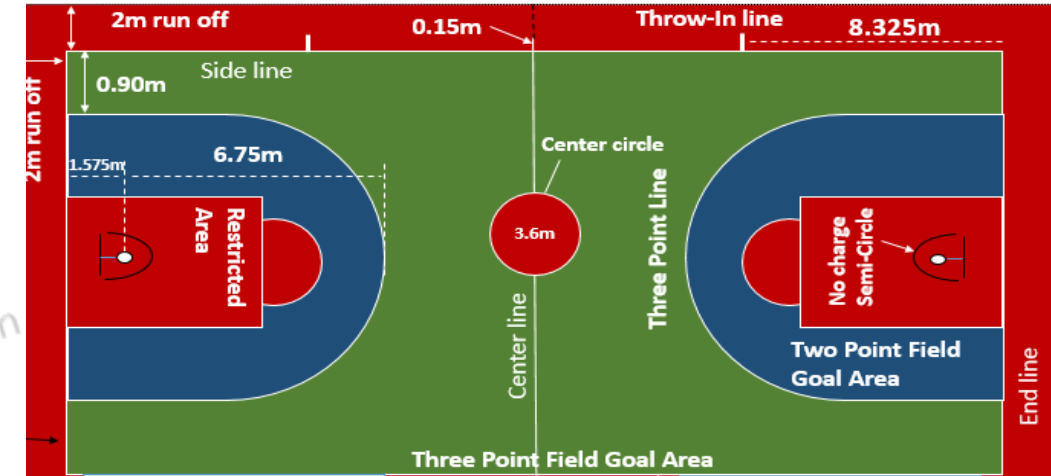 2m run off
0.15m
Throw-In line
8.325m
2m run off
0.90m
Side line
1.575m
6.75m
Center circle
3.6m
Restricted
Area
Three Point Line
No charge
Semi-Circle
Center line
Two Point Field
Goal Area
End line
Three Point Field Goal Area